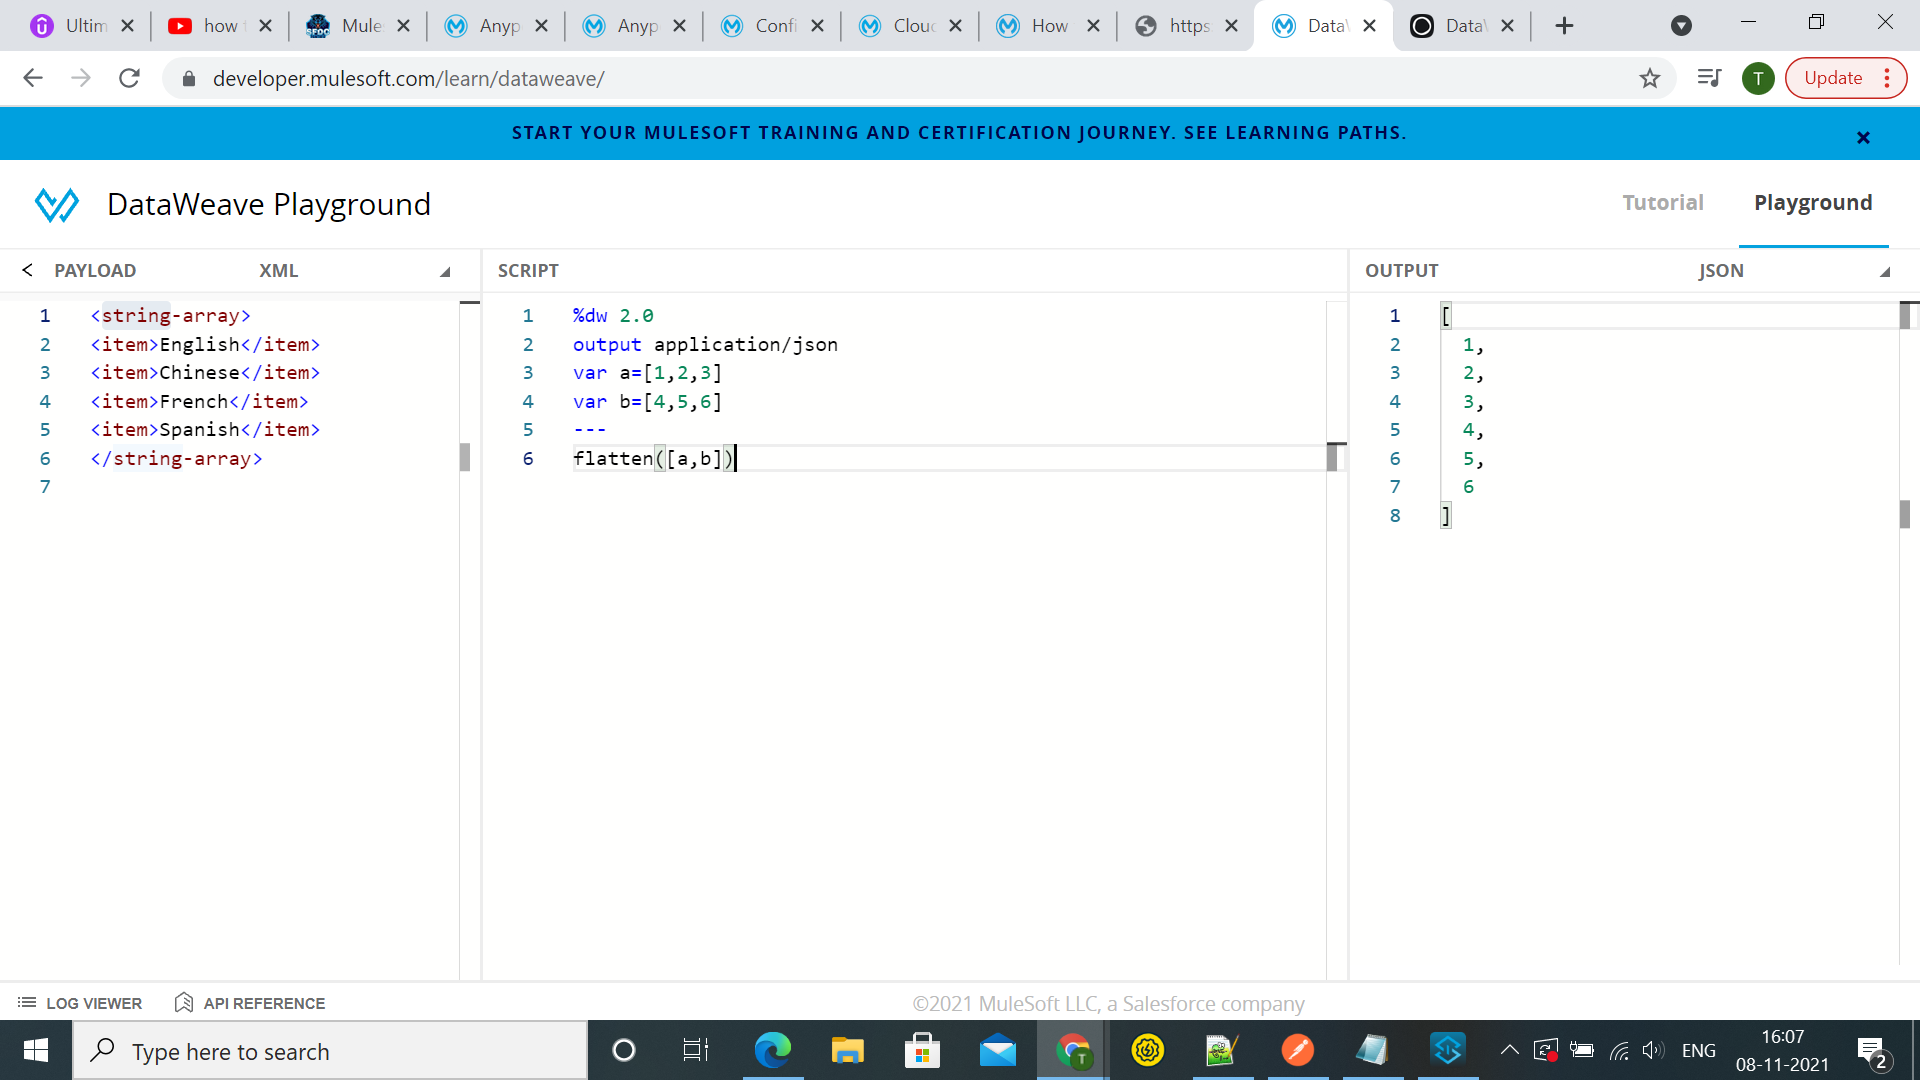 Ultim
how t
Mule
Anyp
Anyp
Confi
Clouc
How
https
Data
Data
developer.mulesoft.com/learn/dataweave/
T
Update
START YOUR MULESOFT TRAINING AND CERTIFICATION JOURNEY. SEE LEARNING PATHS.
DataWeave Playground
Tutorial
Playground
< PAYLOAD
XML
SCRIPT
OUTPUT
JSON
1 <string-array>
2 <item>English</item>
3 <item>Chinese</item>
4 <item>French</item>
5 <item>Spanish</item>
6 </string-array>
7
1 %dw 2.0
2 output application/json
3 var a=[1,2,3]
4 var b=[4,5,6]
5 ---
6 flatten([a,b])
1 [
2 1,
3 2,
4 3,
5 4,
6 5,
7 6
8 ]
LOG VIEWER
API REFERENCE
©2021 MuleSoft LLC, a Salesforce company
Type here to search
T
ENG
16:07
08-11-2021
2